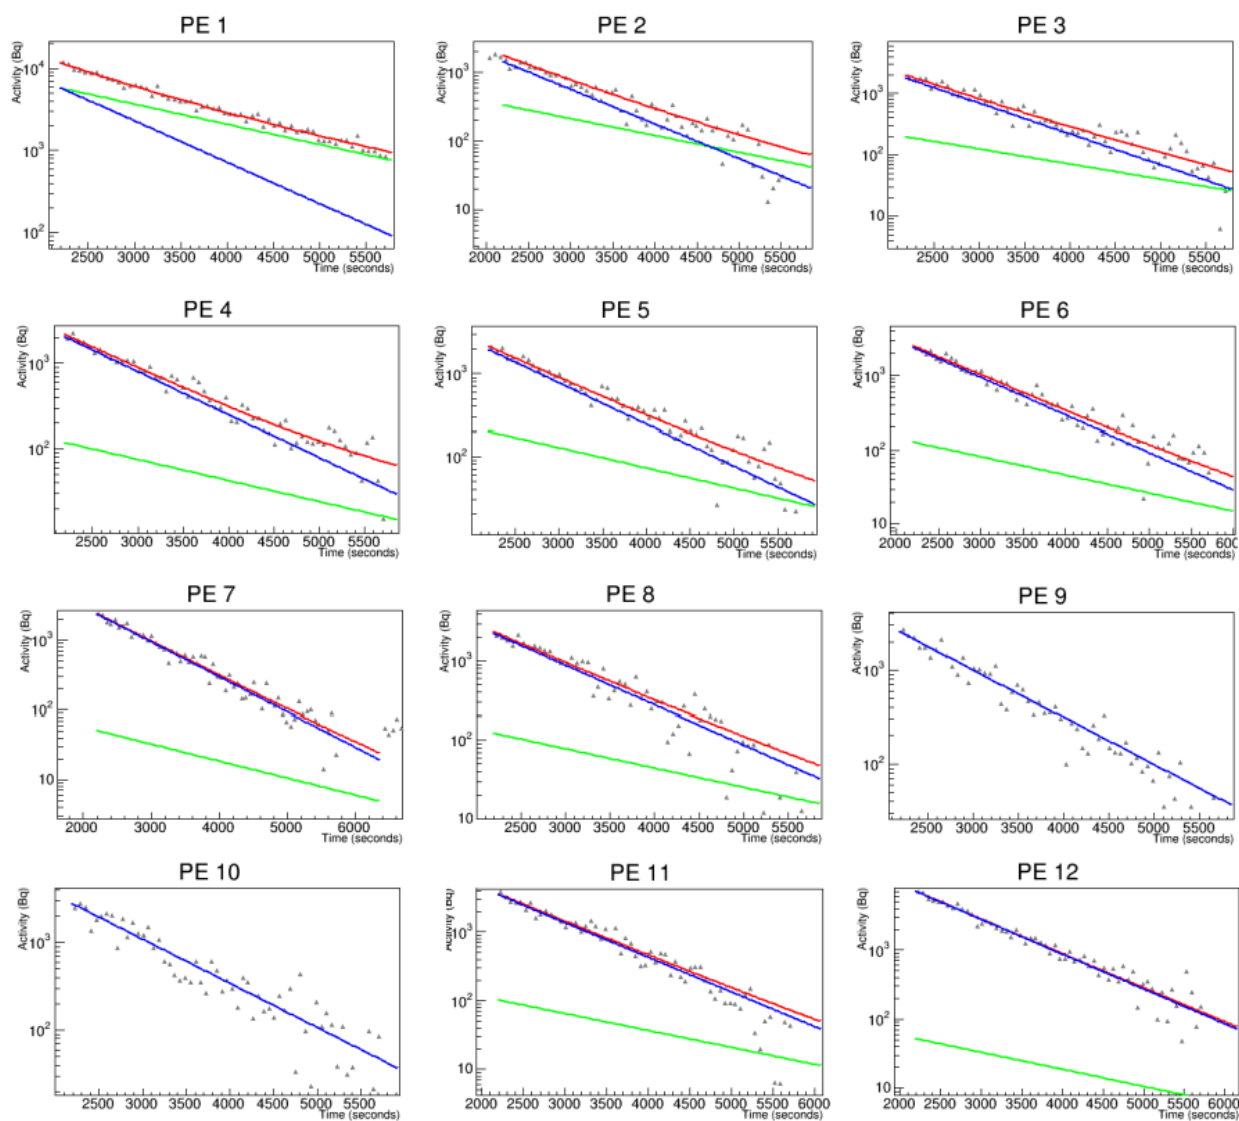 PE 1
Activity (Bq)
10^4
10^3
10^2
2500 3000 3500 4000 4500 5000 5500
Time (seconds)
PE 2
Activity (Bq)
10^3
10^2
10
2000 2500 3000 3500 4000 4500 5000 5500
Time (seconds)
PE 3
Activity (Bq)
10^3
10^2
10
2500 3000 3500 4000 4500 5000 5500
Time (seconds)
PE 4
Activity (Bq)
10^3
10^2
2500 3000 3500 4000 4500 5000 5500
Time (seconds)
PE 5
Activity (Bq)
10^3
10^2
2500 3000 3500 4000 4500 5000 5500
Time (seconds)
PE 6
Activity (Bq)
10^3
10^2
10
2000 2500 3000 3500 4000 4500 5000 5500 600
Time (seconds)
PE 7
Activity (Bq)
10^3
10^2
10
2000 3000 4000 5000 6000
Time (seconds)
PE 8
Activity (Bq)
10^3
10^2
10
2500 3000 3500 4000 4500 5000 5500
Time (seconds)
PE 9
Activity (Bq)
10^3
10^2
2500 3000 3500 4000 4500 5000 5500
Time (seconds)
PE 10
Activity (Bq)
10^3
10^2
2500 3000 3500 4000 4500 5000 5500
Time (seconds)
PE 11
Activity (Bq)
10^3
10^2
10
2000 2500 3000 3500 4000 4500 5000 5500 6000
Time (seconds)
PE 12
Activity (Bq)
10^3
10^2
10
2000 2500 3000 3500 4000 4500 5000 5500 6000
Time (seconds)